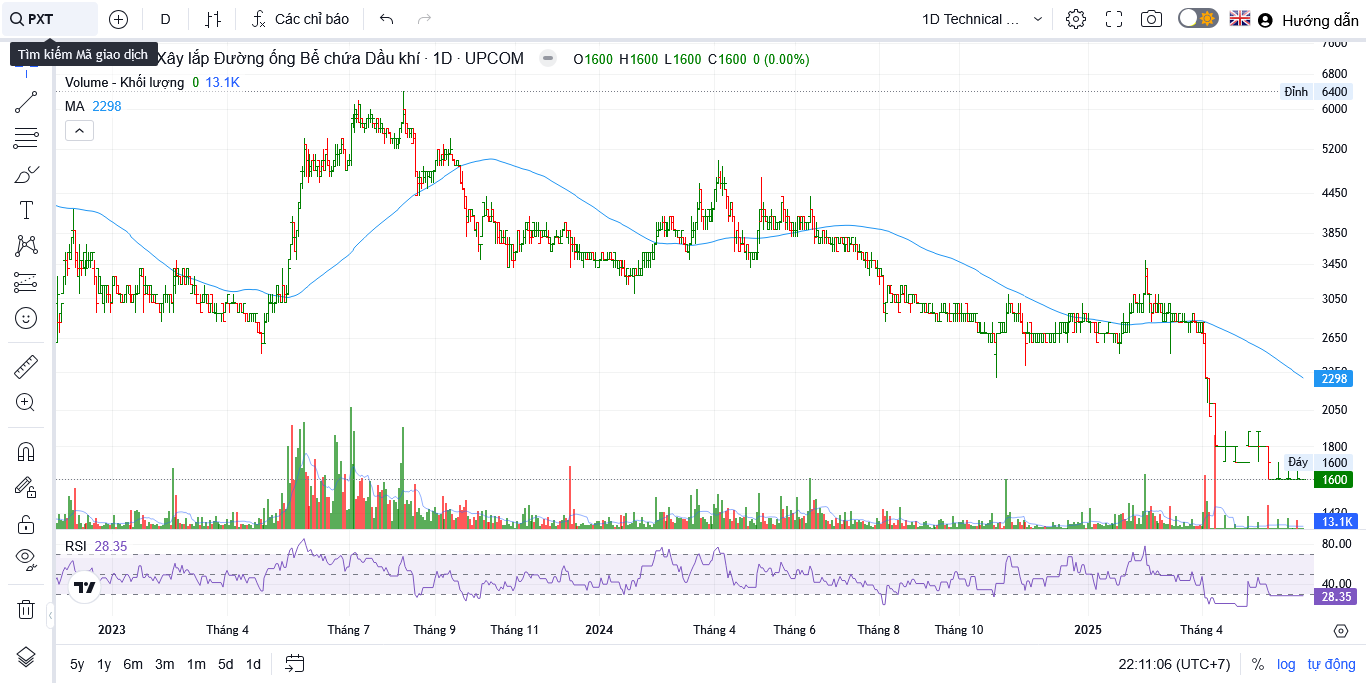 PXT
D
Các chỉ báo
1D Technical ...
Hướng dẫn
Tìm kiếm Mã giao dịch
Xây lắp Đường ống Bể chứa Dầu khí · 1D · UPCOM
O1600 H1600 L1600 C1600 0 (0.00%)
Volume - Khối lượng 0 13.1K
MA 2298
6800
Đỉnh 6400
6000
5200
4450
3850
3450
3050
2650
2298
2050
1800
Đáy 1600
1600
13.1K
RSI 28.35
80.00
40.00
28.35
2023 Tháng 4 Tháng 7 Tháng 9 Tháng 11 2024 Tháng 4 Tháng 6 Tháng 8 Tháng 10 2025 Tháng 4
5y 1y 6m 3m 1m 5d 1d
22:11:06 (UTC+7) % log tự động